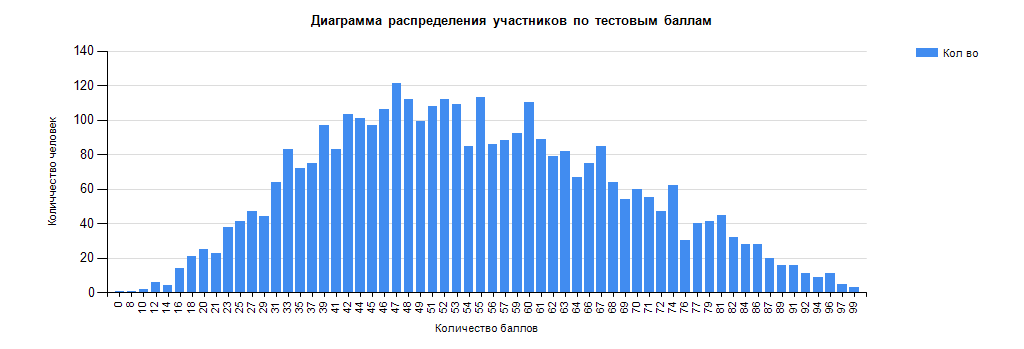 Диаграмма распределения участников по тестовым баллам
Кол во
Количчество человек
140
120
100
80
60
40
20
0
0 8 10 12 14 16 18 20 21 23 25 27 29 31 33 35 37 39 41 42 44 45 46 47 48 49 51 52 53 54 55 56 57 59 60 61 62 63 64 66 67 68 69 70 71 72 74 76 77 79 81 82 84 86 87 89 91 92 94 96 97 99
Количество баллов